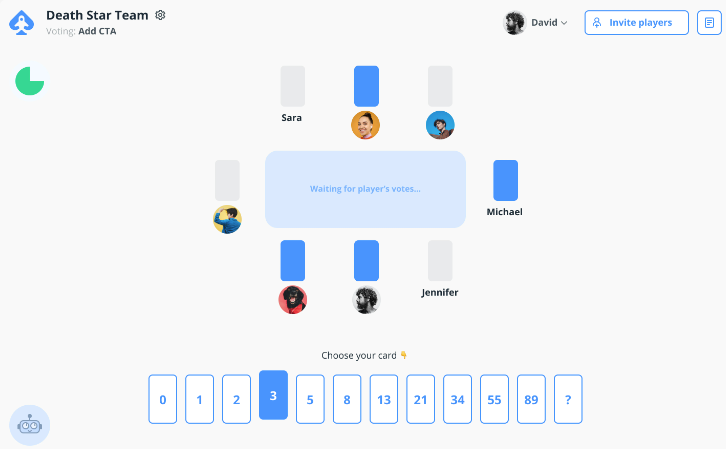 Death Star Team
Voting: Add CTA
David
Invite players
Sara
Waiting for player's votes...
Michael
Jennifer
Choose your card
0
1
2
3
5
8
13
21
34
55
89
?